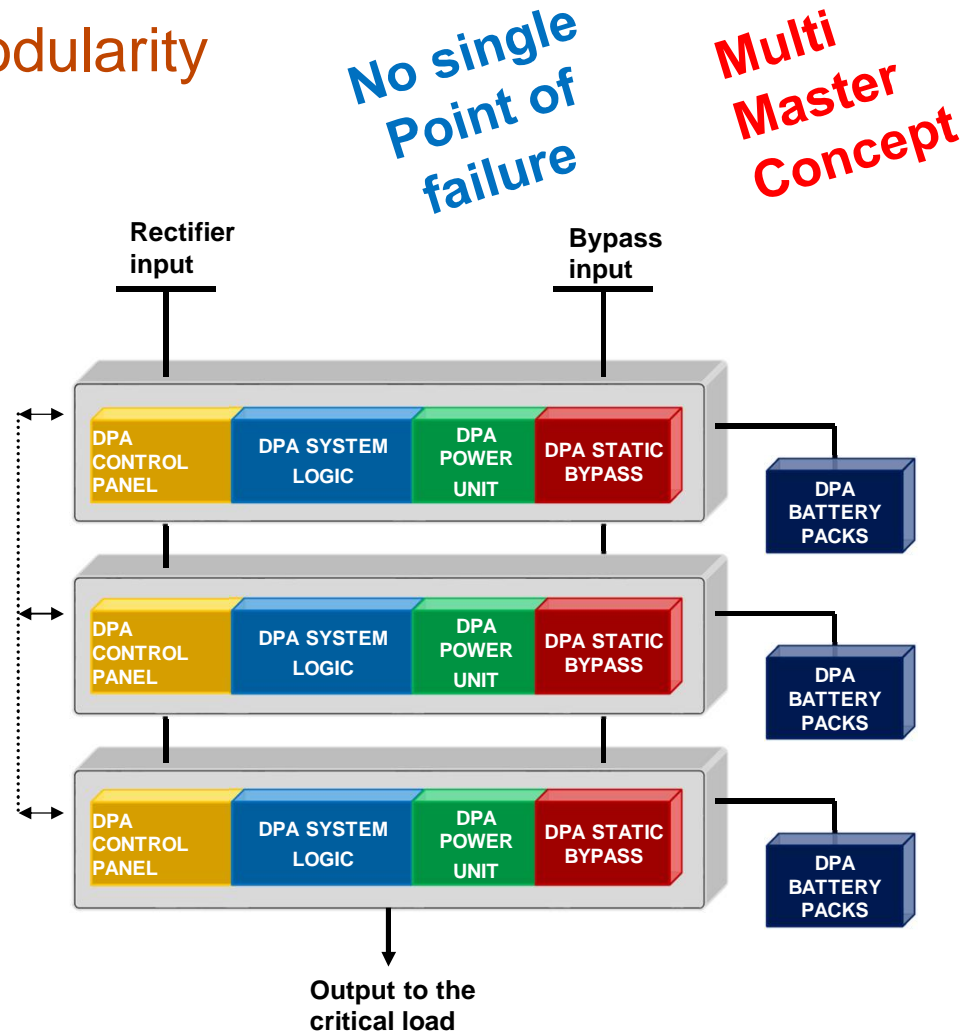 odularity
No single
Point of
failure
Multi
Master
Concept
Rectifier
input
Bypass
input
DPA
CONTROL
PANEL
DPA SYSTEM
LOGIC
DPA
POWER
UNIT
DPA STATIC
BYPASS
DPA
BATTERY
PACKS
DPA
CONTROL
PANEL
DPA SYSTEM
LOGIC
DPA
POWER
UNIT
DPA STATIC
BYPASS
DPA
BATTERY
PACKS
DPA
CONTROL
PANEL
DPA SYSTEM
LOGIC
DPA
POWER
UNIT
DPA STATIC
BYPASS
DPA
BATTERY
PACKS
Output to the
critical load